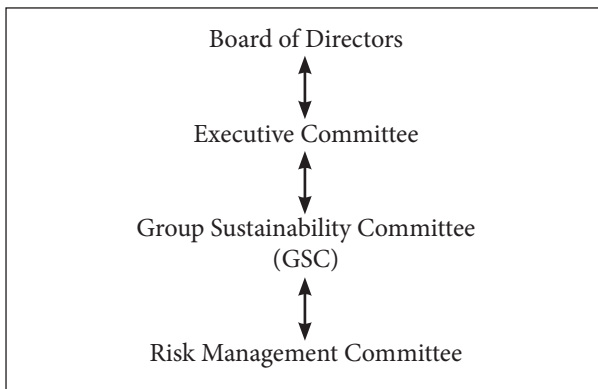 Board of Directors
Executive Committee
Group Sustainability Committee
(GSC)
Risk Management Committee